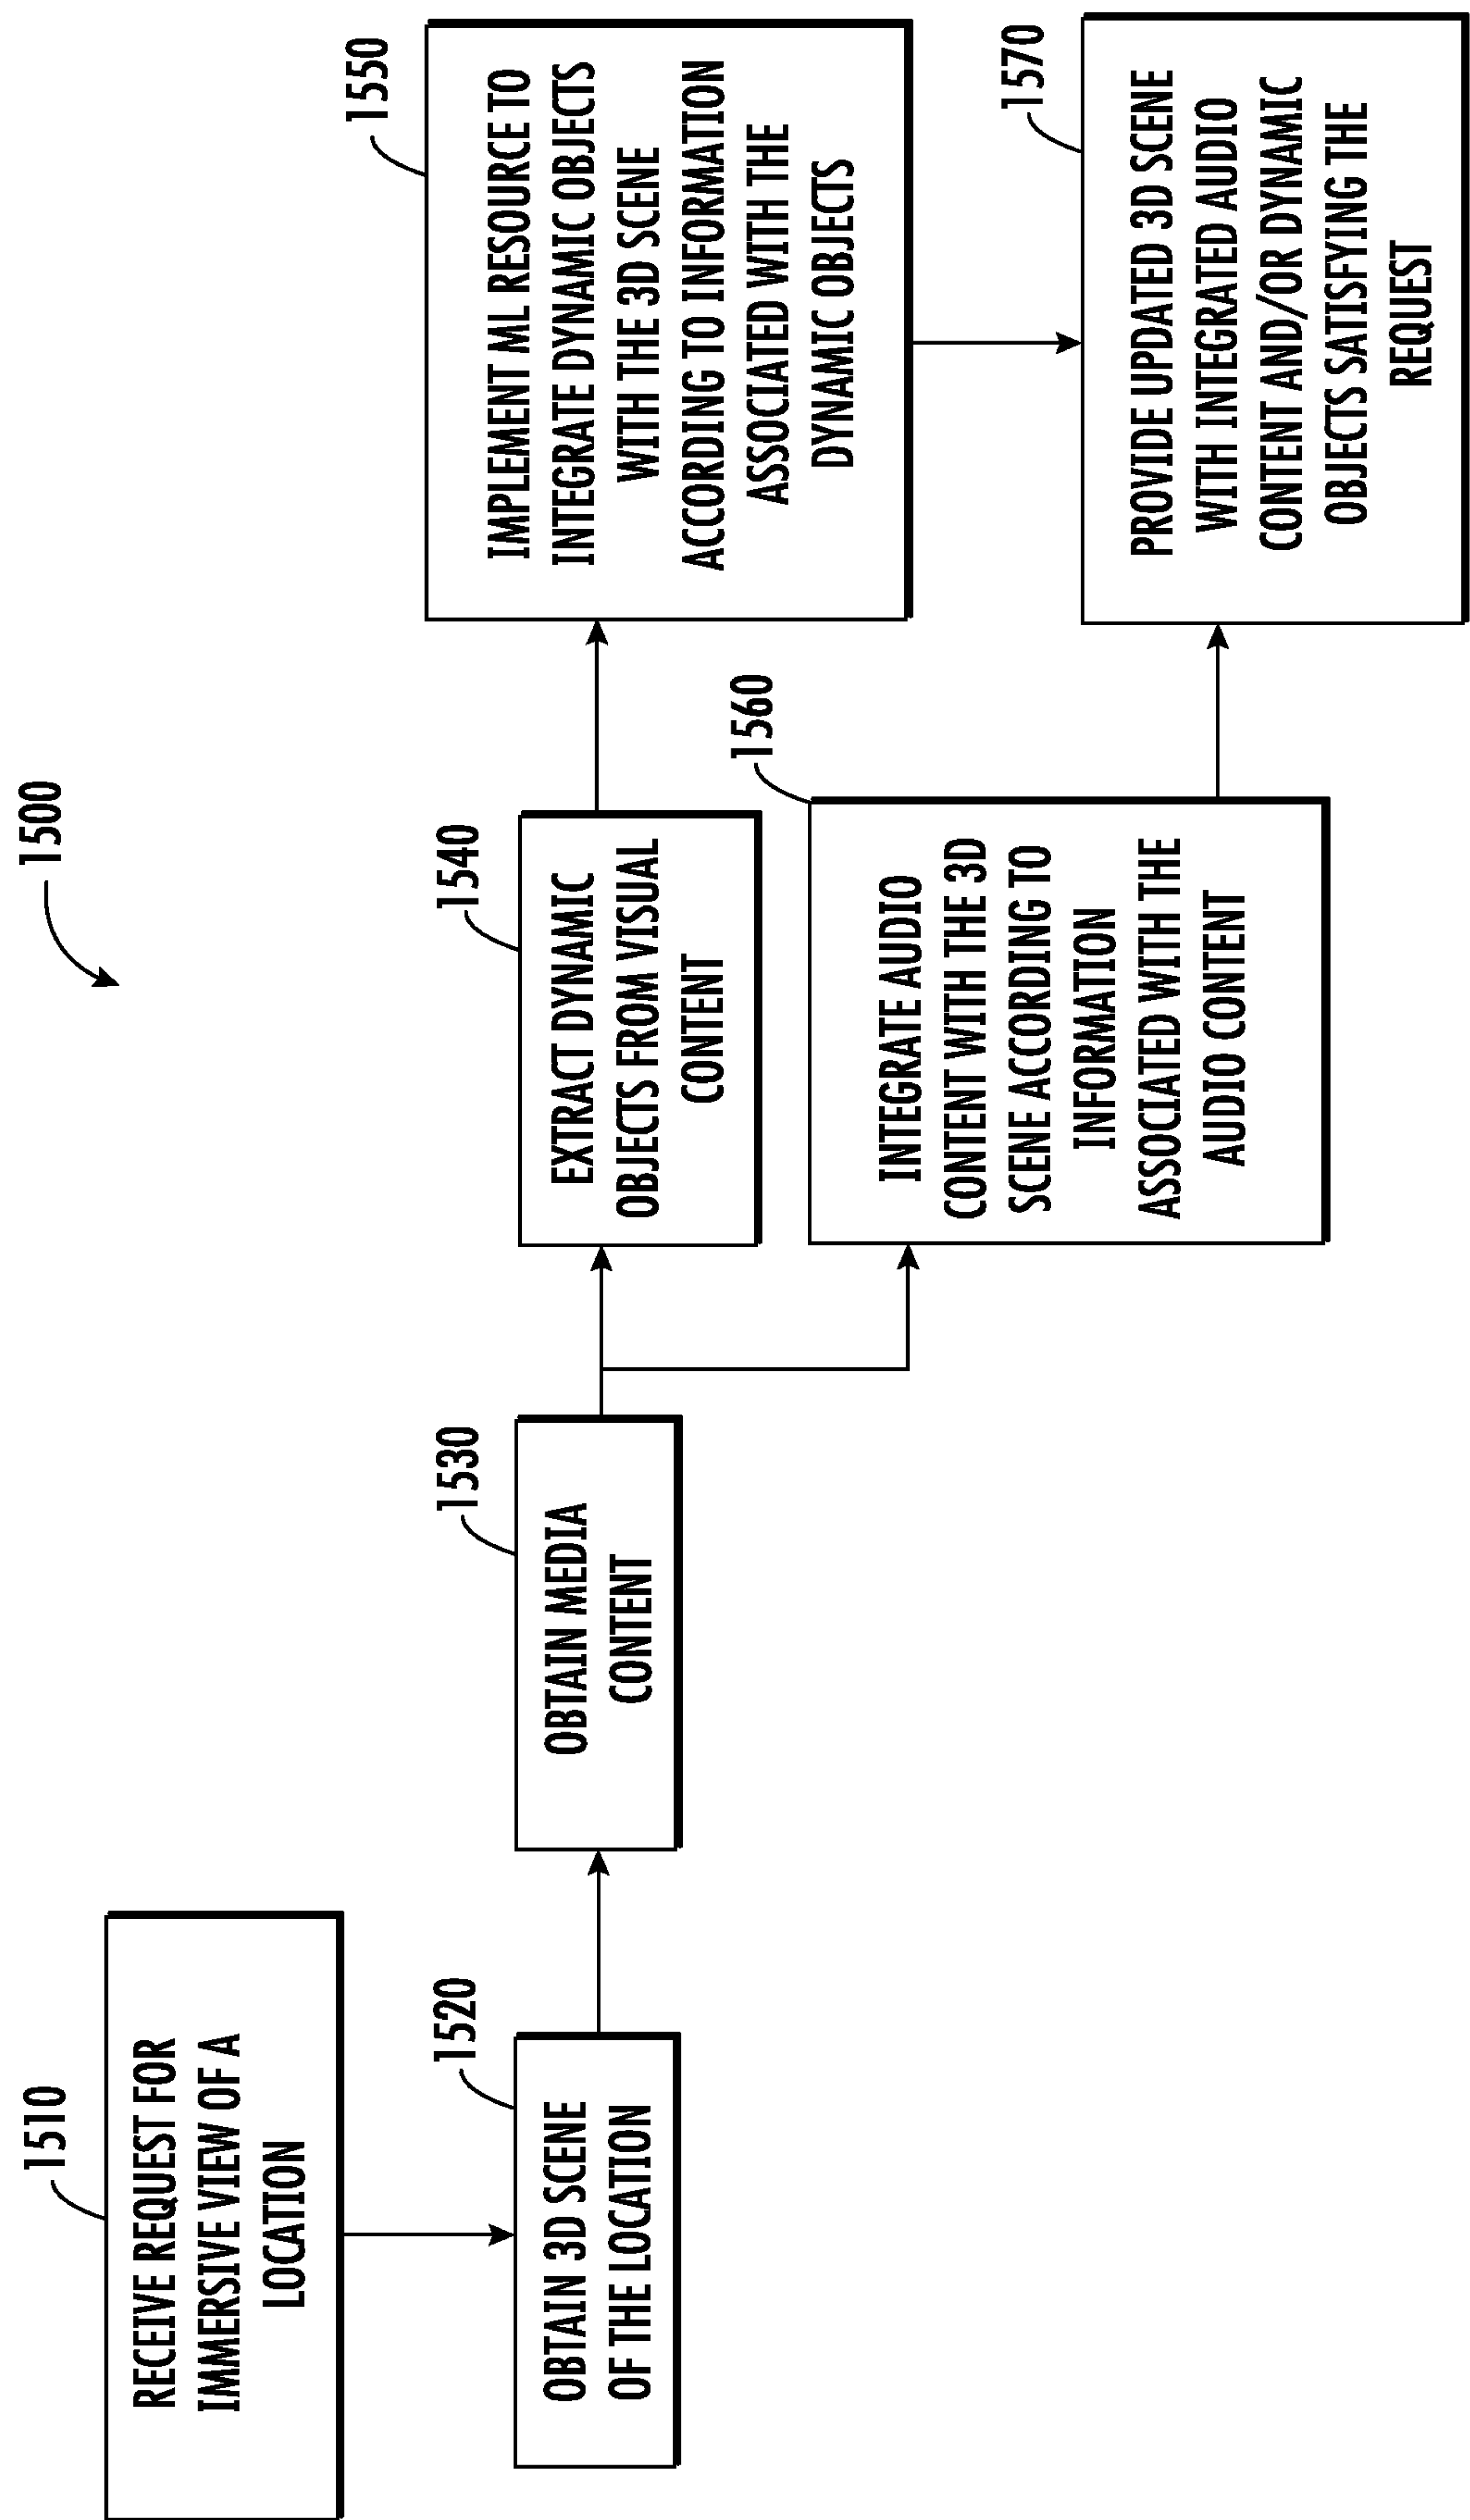 1500
1510
RECEIVE REQUEST FOR
IMMERSIVE VIEW OF A
LOCATION
1520
OBTAIN 3D SCENE
OF THE LOCATION
1530
OBTAIN MEDIA
CONTENT
1540
EXTRACT DYNAMIC
OBJECTS FROM VISUAL
CONTENT
1550
IMPLEMENT ML RESOURCE TO
INTEGRATE DYNAMIC OBJECTS
WITH THE 3D SCENE
ACCORDING TO INFORMATION
ASSOCIATED WITH THE
DYNAMIC OBJECTS
1560
INTEGRATE AUDIO
CONTENT WITH THE 3D
SCENE ACCORDING TO
INFORMATION
ASSOCIATED WITH THE
AUDIO CONTENT
1570
PROVIDE UPDATED 3D SCENE
WITH INTEGRATED AUDIO
CONTENT AND/OR DYNAMIC
OBJECTS SATISFYING THE
REQUEST